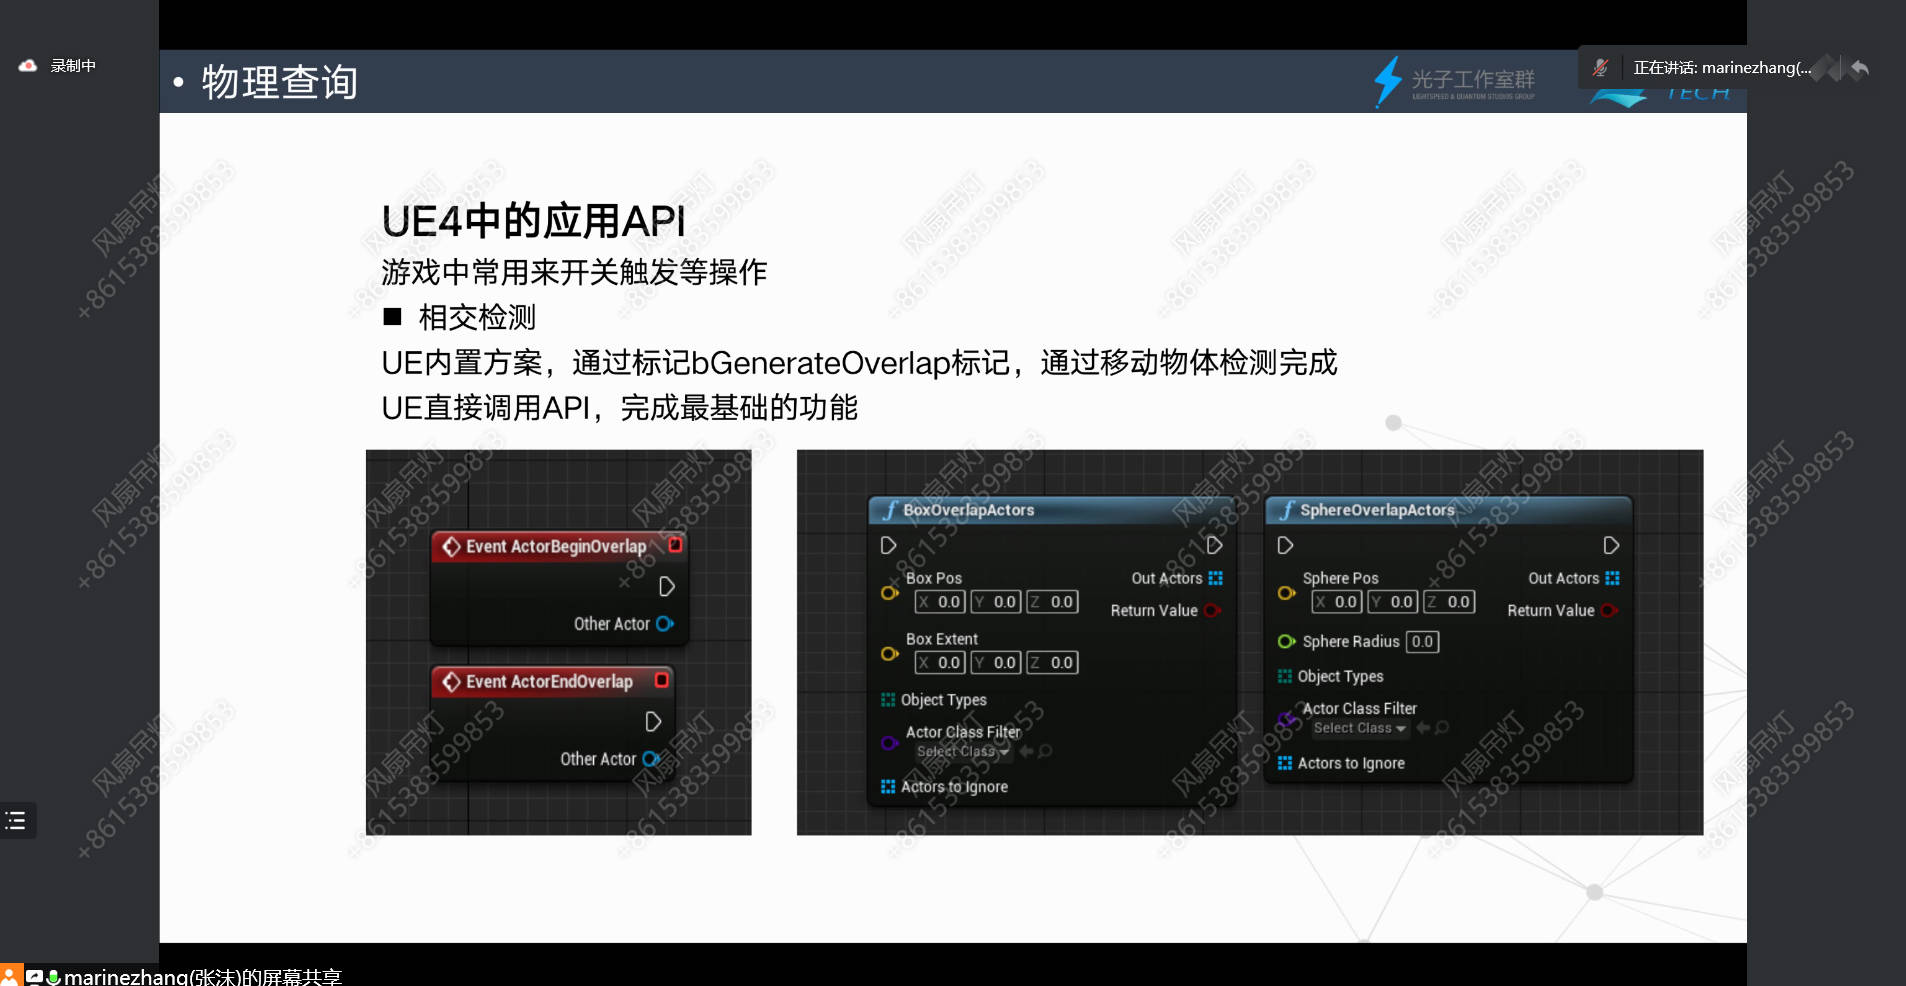 录制中
• 物理查询
光子工作室群
LIGHTSPEED & QUANTUM STUDIOS GROUP
正在讲话: marinezhang(...
TECH
UE4中的应用API
游戏中常用来开关触发等操作
■ 相交检测
UE内置方案，通过标记bGenerateOverlap标记，通过移动物体检测完成
UE直接调用API，完成最基础的功能
Event ActorBeginOverlap
Other Actor
Event ActorEndOverlap
Other Actor
f BoxOverlapActors
Box Pos
X 0.0 Y 0.0 Z 0.0
Out Actors
Return Value
Box Extent
X 0.0 Y 0.0 Z 0.0
Object Types
Actor Class Filter
Select Class
Actors to Ignore
f SphereOverlapActors
Sphere Pos
X 0.0 Y 0.0 Z 0.0
Out Actors
Return Value
Sphere Radius 0.0
Object Types
Actor Class Filter
Select Class
Actors to Ignore
风扇吊灯
+8615383599853
marinezhang(张沫)的屏幕共享